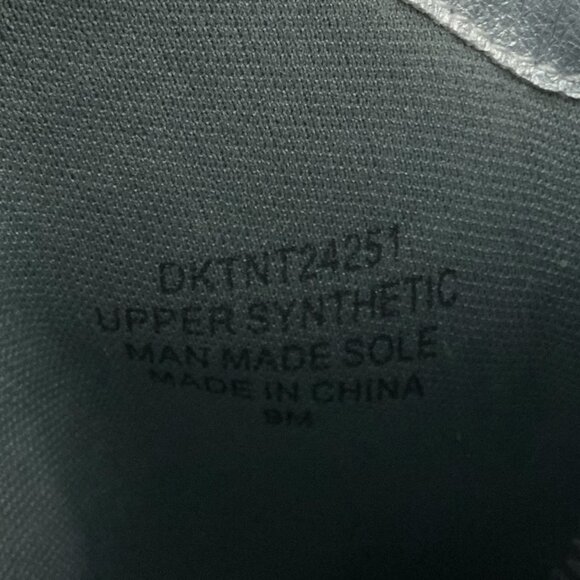 DKTNT24251
UPPER SYNTHETIC
MAN MADE SOLE
MADE IN CHINA
9M